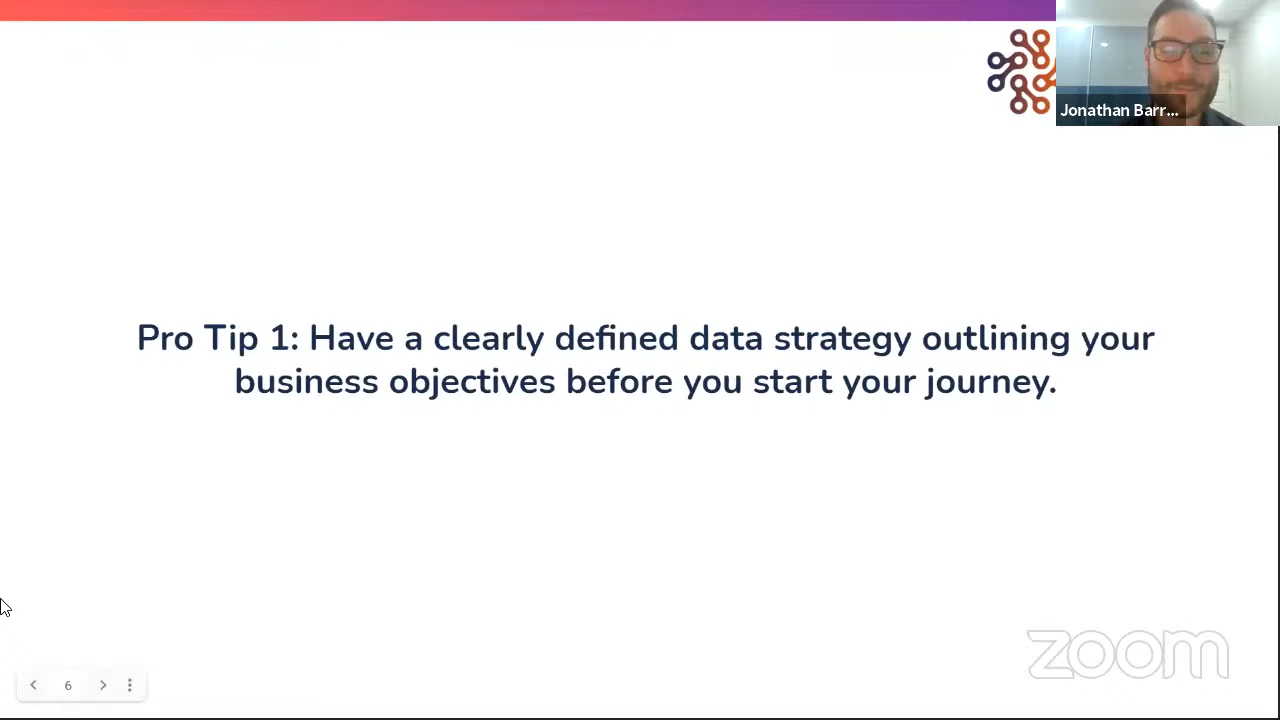 Jonathan Barr...
Pro Tip 1: Have a clearly defined data strategy outlining your
business objectives before you start your journey.
zoom
6